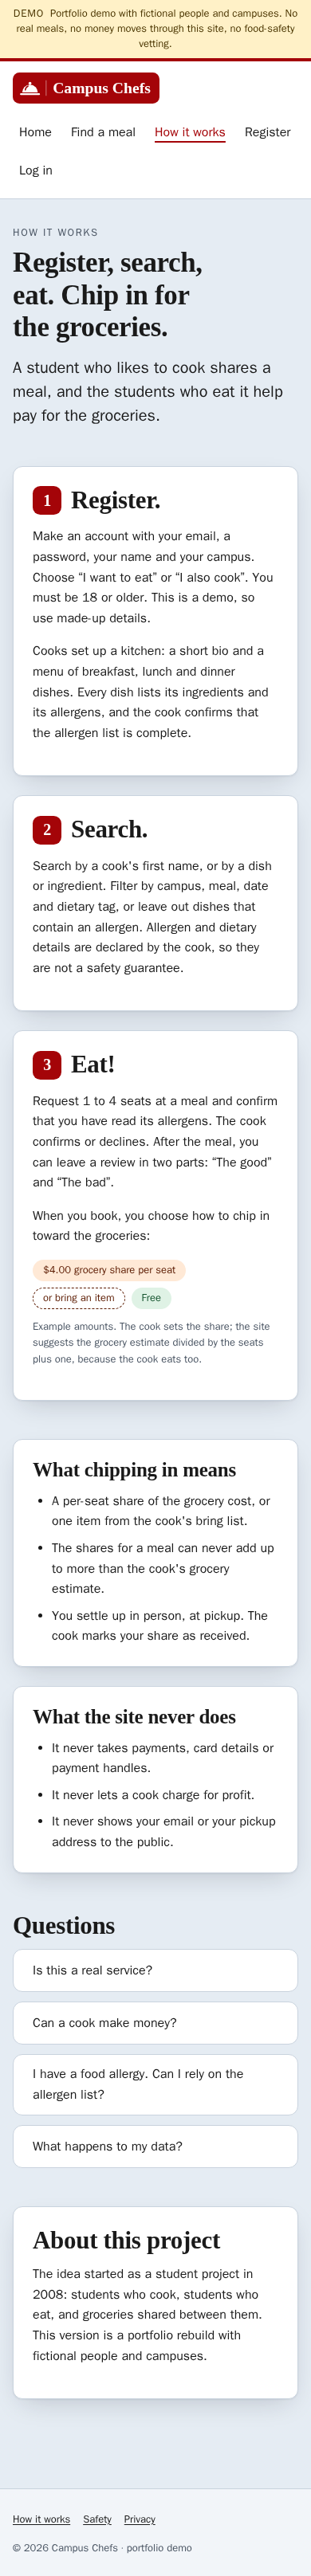 DEMO Portfolio demo with fictional people and campuses. No
real meals, no money moves through this site, no food-safety
vetting.
Campus Chefs
Home Find a meal How it works Register
Log in
HOW IT WORKS
Register, search,
eat. Chip in for
the groceries.
A student who likes to cook shares a
meal, and the students who eat it help
pay for the groceries.
1 Register.
Make an account with your email, a
password, your name and your campus.
Choose “I want to eat” or “I also cook”. You
must be 18 or older. This is a demo, so
use made-up details.
Cooks set up a kitchen: a short bio and a
menu of breakfast, lunch and dinner
dishes. Every dish lists its ingredients and
its allergens, and the cook confirms that
the allergen list is complete.
2 Search.
Search by a cook's first name, or by a dish
or ingredient. Filter by campus, meal, date
and dietary tag, or leave out dishes that
contain an allergen. Allergen and dietary
details are declared by the cook, so they
are not a safety guarantee.
3 Eat!
Request 1 to 4 seats at a meal and confirm
that you have read its allergens. The cook
confirms or declines. After the meal, you
can leave a review in two parts: “The good”
and “The bad”.
When you book, you choose how to chip in
toward the groceries:
$4.00 grocery share per seat
or bring an item Free
Example amounts. The cook sets the share; the site
suggests the grocery estimate divided by the seats
plus one, because the cook eats too.
What chipping in means
• A per-seat share of the grocery cost, or
one item from the cook's bring list.
• The shares for a meal can never add up
to more than the cook's grocery
estimate.
• You settle up in person, at pickup. The
cook marks your share as received.
What the site never does
• It never takes payments, card details or
payment handles.
• It never lets a cook charge for profit.
• It never shows your email or your pickup
address to the public.
Questions
Is this a real service?
Can a cook make money?
I have a food allergy. Can I rely on the
allergen list?
What happens to my data?
About this project
The idea started as a student project in
2008: students who cook, students who
eat, and groceries shared between them.
This version is a portfolio rebuild with
fictional people and campuses.
How it works Safety Privacy
© 2026 Campus Chefs · portfolio demo